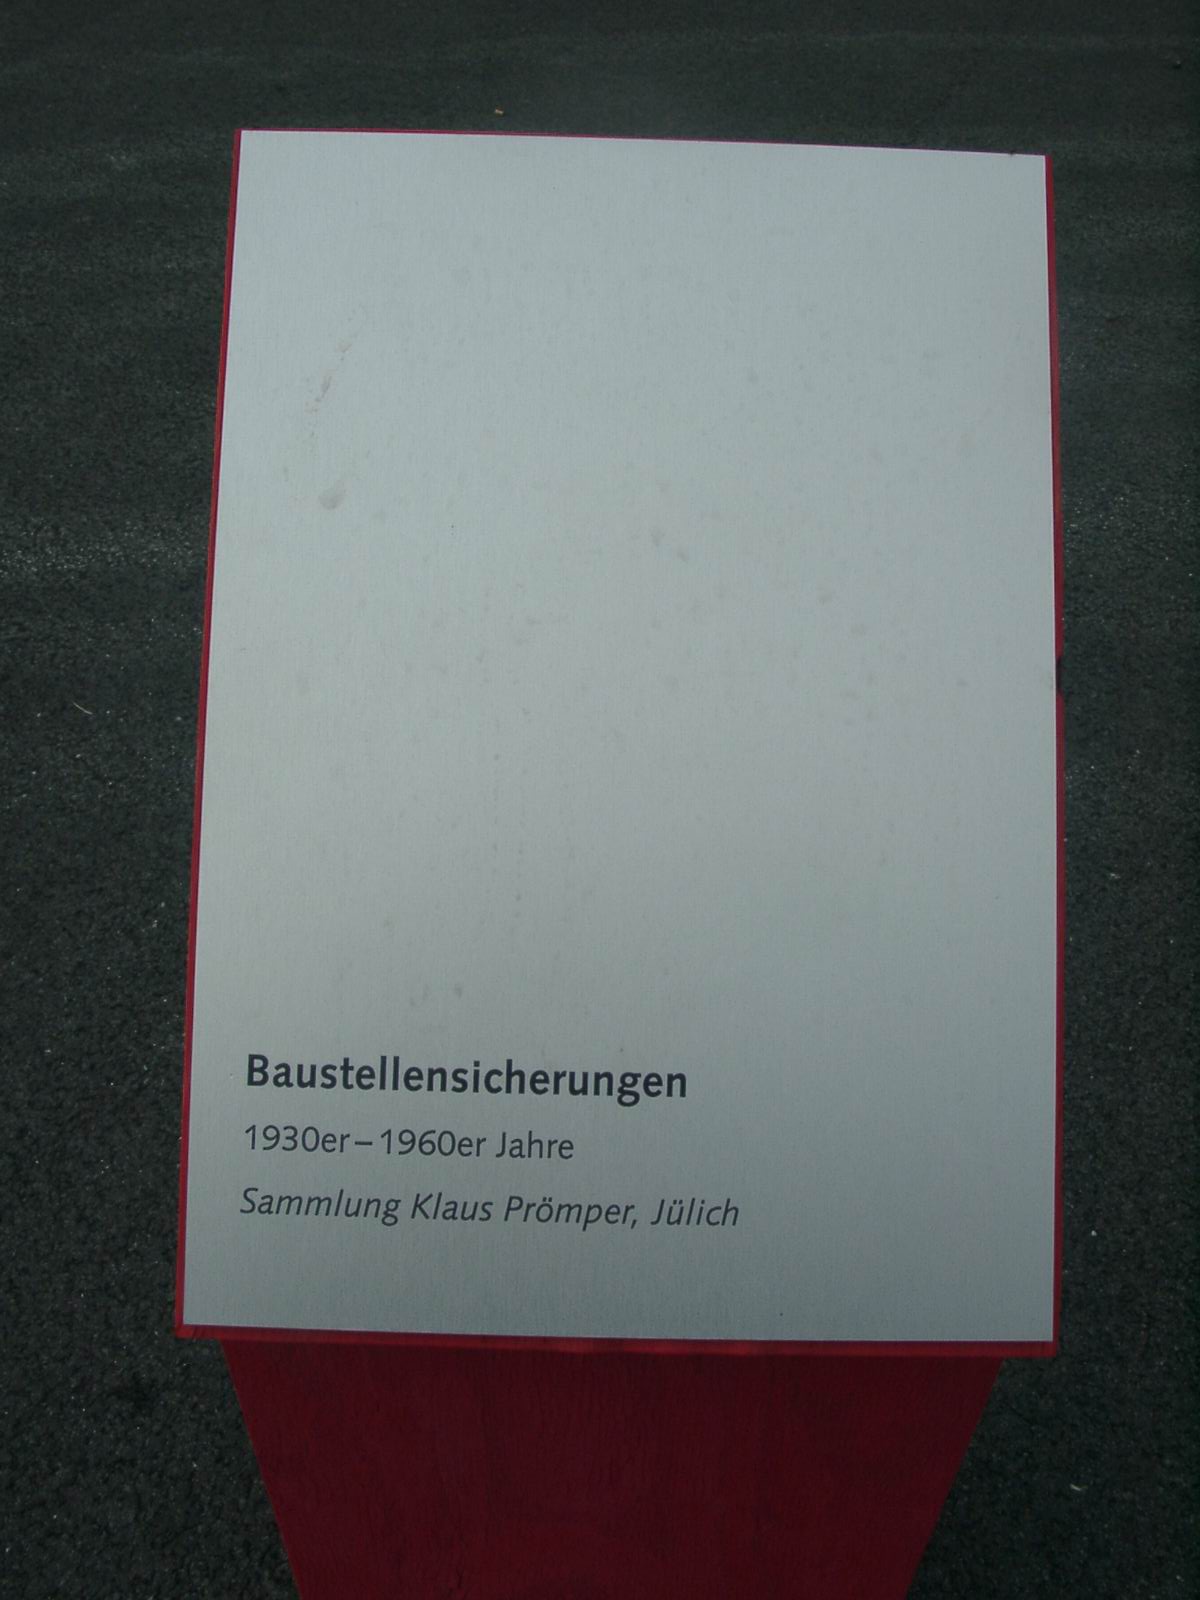 Baustellensicherungen
1930er – 1960er Jahre
Sammlung Klaus Prömper, Jülich